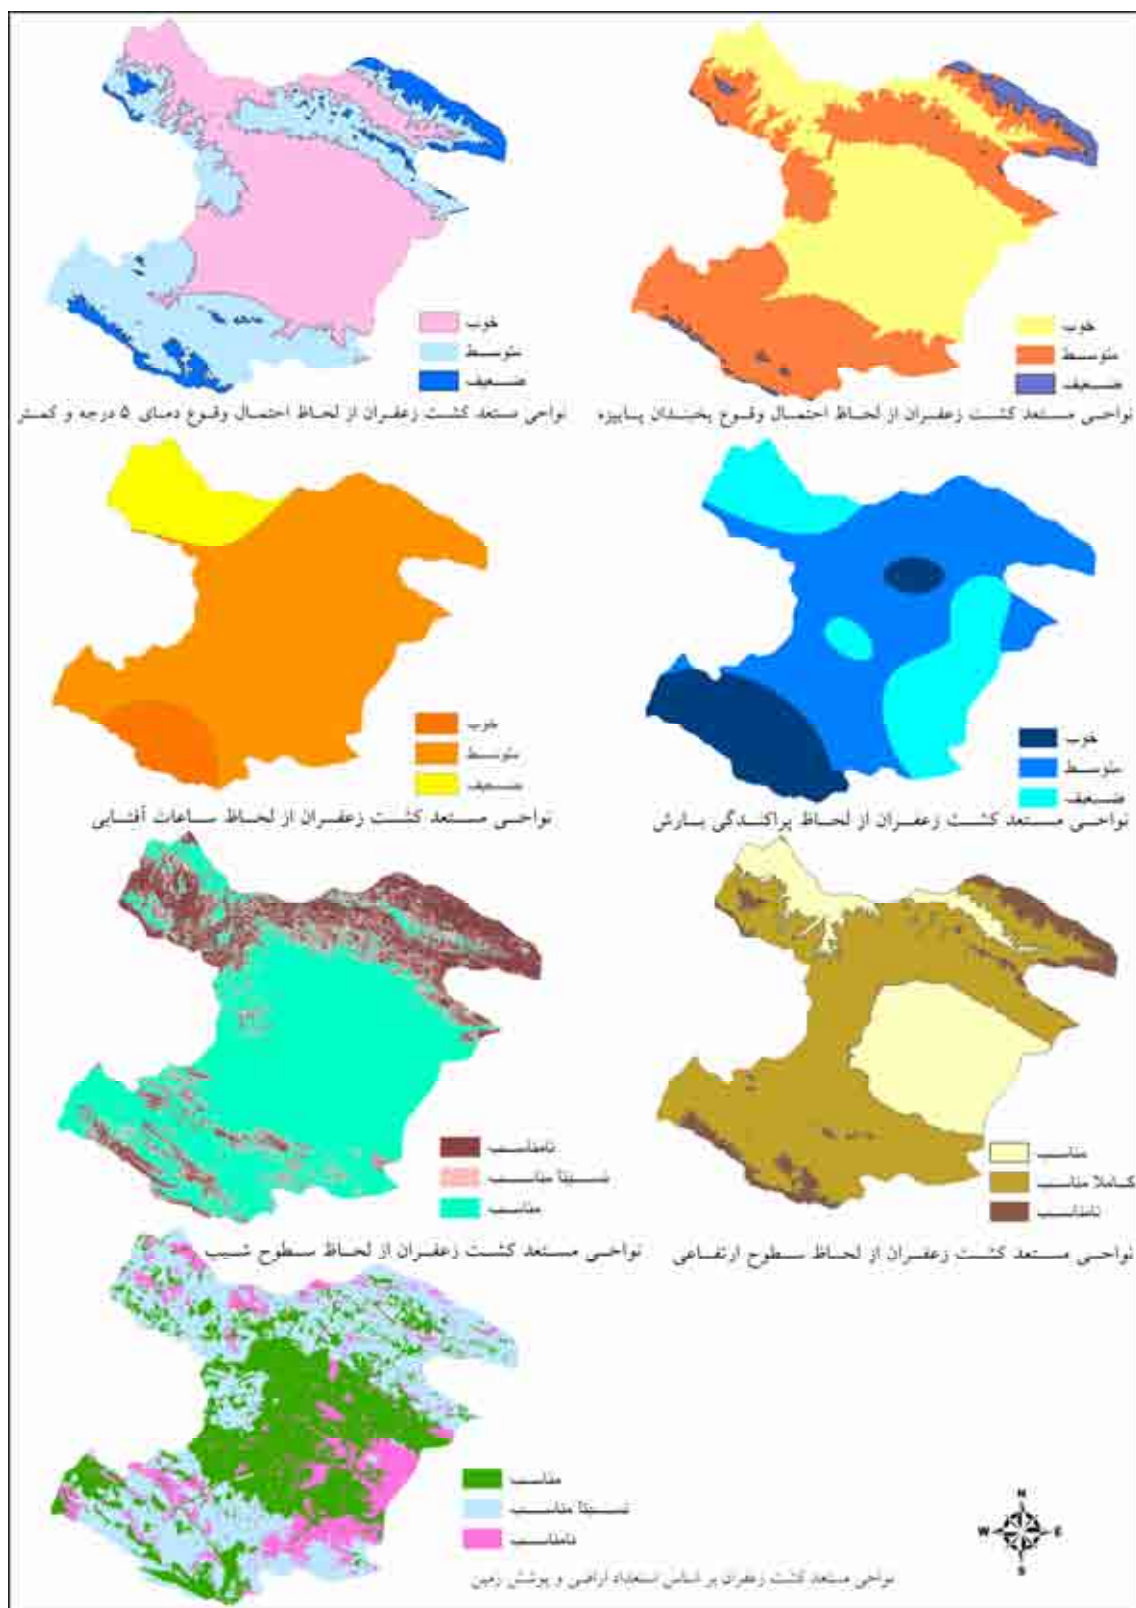 خوب
متوسط
ضعیف
نواحی مستعد کشت زعفران از لحاظ احتمال وقوع یخبندان پاییزه
خوب
متوسط
ضعیف
نواحی مستعد کشت زعفران از لحاظ احتمال وقوع دمای ۵ درجه و کمتر
خوب
متوسط
ضعیف
نواحی مستعد کشت زعفران از لحاظ پراکندگی بارش
خوب
متوسط
ضعیف
نواحی مستعد کشت زعفران از لحاظ ساعات آفتابی
مناسب
کاملا مناسب
نامناسب
نواحی مستعد کشت زعفران از لحاظ سطوح ارتفاعی
نامناسب
نسبتاً مناسب
مناسب
نواحی مستعد کشت زعفران از لحاظ سطوح شیب
مناسب
نسبتاً مناسب
نامناسب
نواحی مستعد کشت زعفران بر اساس استعداد اراضی و پوشش زمین
N
W E
S